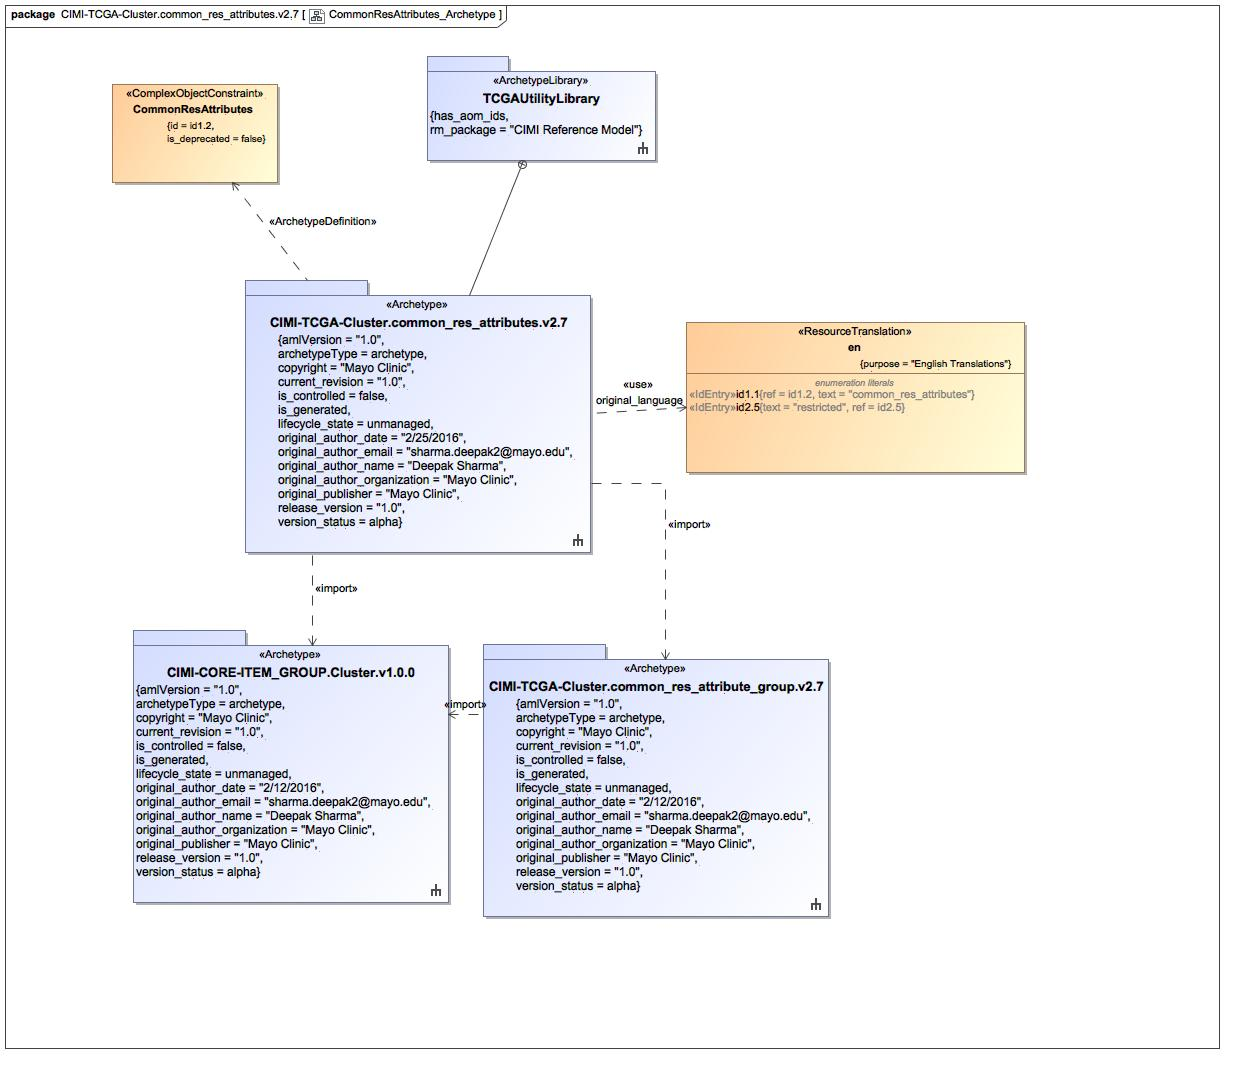 package CIMI-TCGA-Cluster.common_res_attributes.v2.7 [ CommonResAttributes_Archetype ]
«ComplexObjectConstraint»
CommonResAttributes
{id = id1.2,
is_deprecated = false}
«ArchetypeLibrary»
TCGAUtilityLibrary
{has_aom_ids,
rm_package = "CIMI Reference Model"}
«ArchetypeDefinition»
«Archetype»
CIMI-TCGA-Cluster.common_res_attributes.v2.7
{amlVersion = "1.0",
archetypeType = archetype,
copyright = "Mayo Clinic",
current_revision = "1.0",
is_controlled = false,
is_generated,
lifecycle_state = unmanaged,
original_author_date = "2/25/2016",
original_author_email = "sharma.deepak2@mayo.edu",
original_author_name = "Deepak Sharma",
original_author_organization = "Mayo Clinic",
original_publisher = "Mayo Clinic",
release_version = "1.0",
version_status = alpha}
«use»
original_language
«ResourceTranslation»
en
{purpose = "English Translations"}
enumeration literals
«IdEntry»id1.1{ref = id1.2, text = "common_res_attributes"}
«IdEntry»id2.5{text = "restricted", ref = id2.5}
«import»
«import»
«Archetype»
CIMI-CORE-ITEM_GROUP.Cluster.v1.0.0
{amlVersion = "1.0",
archetypeType = archetype,
copyright = "Mayo Clinic",
current_revision = "1.0",
is_controlled = false,
is_generated,
lifecycle_state = unmanaged,
original_author_date = "2/12/2016",
original_author_email = "sharma.deepak2@mayo.edu",
original_author_name = "Deepak Sharma",
original_author_organization = "Mayo Clinic",
original_publisher = "Mayo Clinic",
release_version = "1.0",
version_status = alpha}
«import»
«Archetype»
CIMI-TCGA-Cluster.common_res_attribute_group.v2.7
{amlVersion = "1.0",
archetypeType = archetype,
copyright = "Mayo Clinic",
current_revision = "1.0",
is_controlled = false,
is_generated,
lifecycle_state = unmanaged,
original_author_date = "2/12/2016",
original_author_email = "sharma.deepak2@mayo.edu",
original_author_name = "Deepak Sharma",
original_author_organization = "Mayo Clinic",
original_publisher = "Mayo Clinic",
release_version = "1.0",
version_status = alpha}